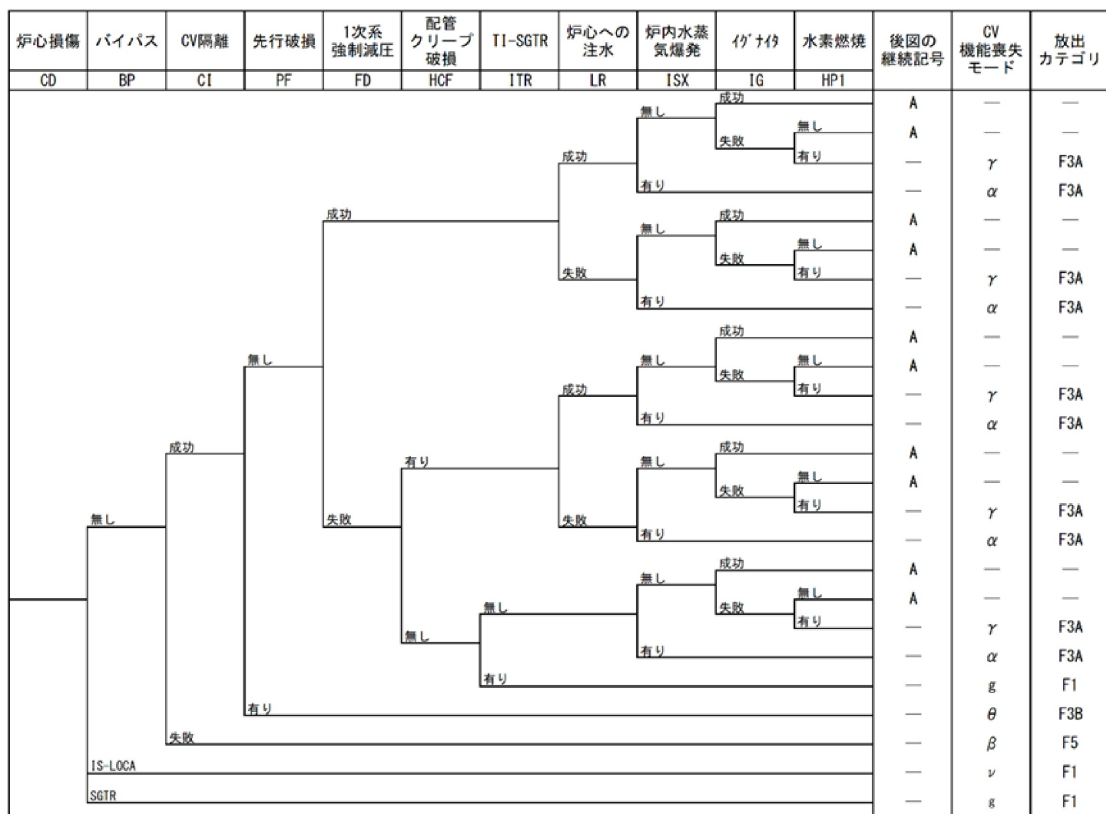 炉心損傷 バイパス CV隔離 先行破損 1次系強制減圧 配管クリープ破損 TI-SGTR 炉心への注水 炉内水蒸気爆発 ｲｸﾞﾅｲﾀ 水素燃焼 後図の継続記号 CV機能喪失モード 放出カテゴリ
CD BP CI PF FD HCF ITR LR ISX IG HP1
成功 A — —
無し
無し A — —
失敗
成功 有り — γ F3A
有り — α F3A
成功 成功 A — —
無し
無し A — —
失敗
失敗 有り — γ F3A
有り — α F3A
成功 A — —
無し 無し 無し A — —
失敗
成功 有り — γ F3A
有り — α F3A
成功 成功 A — —
有り 無し
無し A — —
失敗
有り — γ F3A
無し 失敗 失敗
有り — α F3A
成功 A — —
無し
無し A — —
無し 失敗
有り — γ F3A
無し
有り — α F3A
有り — g F1
有り — θ F3B
失敗 — β F5
IS-LOCA — ν F1
SGTR — g F1